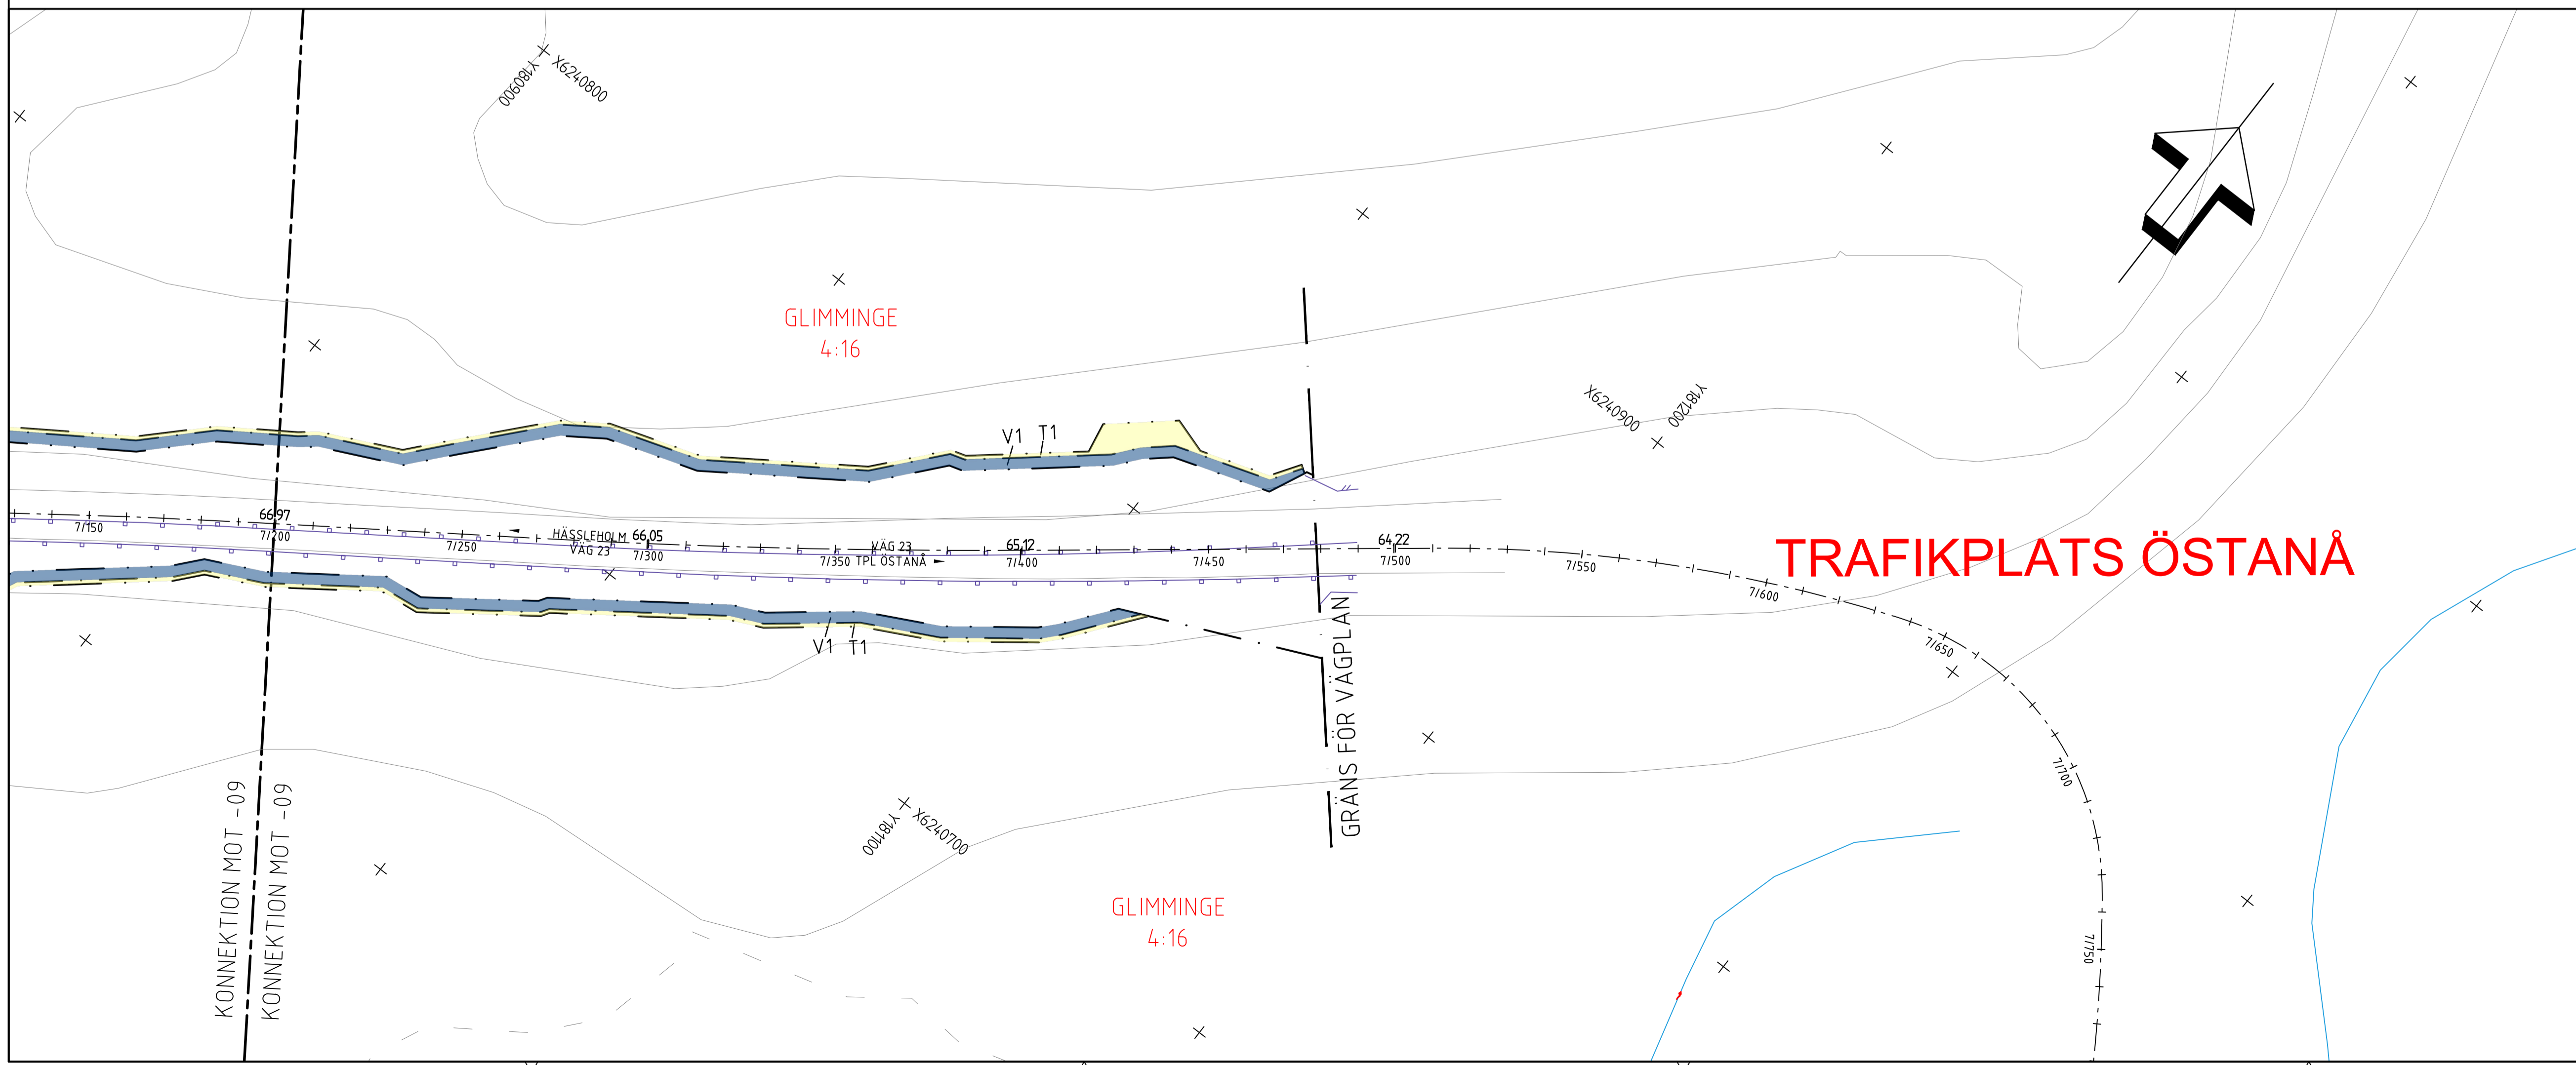 Y180900
X6240800
GLIMMINGE
4:16
X6240900
Y181200
V1 T1
66.97
HÄSSLEHOLM
66.05
VÄG 23
VÄG 23
65.12
64.22
TPL ÖSTANÅ
7/150
7/200
7/250
7/300
7/350
7/400
7/450
7/500
7/550
7/600
7/650
7/700
7/750
TRAFIKPLATS ÖSTANÅ
V1 T1
GRÄNS FÖR VÄGPLAN
KONNEKTION MOT -09
KONNEKTION MOT -09
Y181100
X6240700
GLIMMINGE
4:16